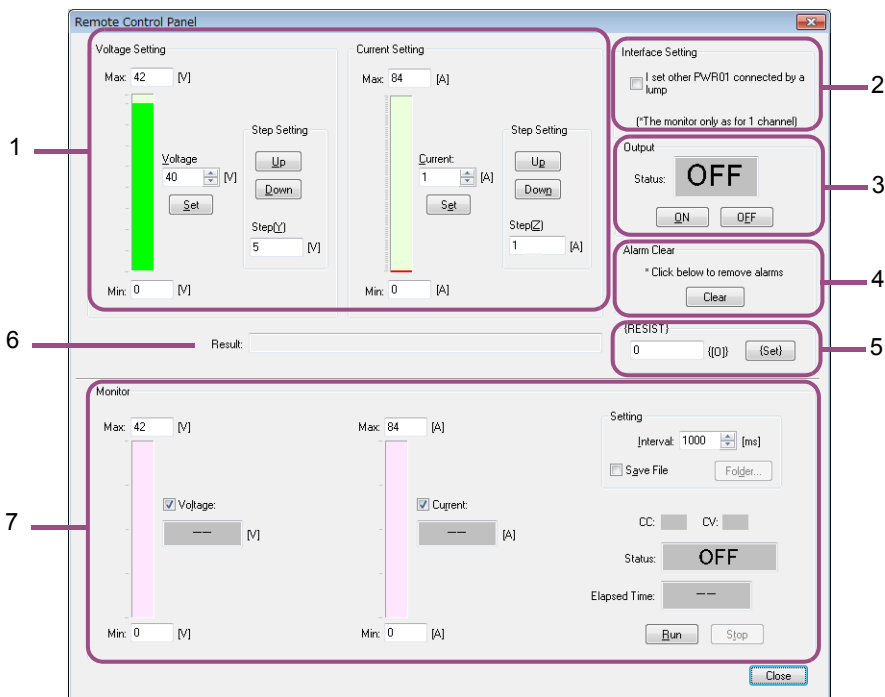 Remote Control Panel
Voltage Setting
Max: 42 [V]
Voltage
40 [V]
Set
Step Setting
Up
Down
Step(Y)
5 [V]
Min: 0 [V]
Current Setting
Max: 84 [A]
Current:
1 [A]
Set
Step Setting
Up
Down
Step(Z)
1 [A]
Min: 0 [A]
1
Interface Setting
I set other PWR01 connected by a
lump
(*The monitor only as for 1 channel)
2
Output
Status: OFF
ON OFF
3
Alarm Clear
* Click below to remove alarms
Clear
4
{RESIST}
0 {[O]} {Set}
5
6
Result:
Monitor
Max: 42 [V]
Voltage:
-- [V]
Min: 0 [V]
Max: 84 [A]
Current:
-- [A]
Min: 0 [A]
Setting
Interval: 1000 [ms]
Save File Folder...
CC: CV:
Status: OFF
Elapsed Time: --
Run Stop
7
Close